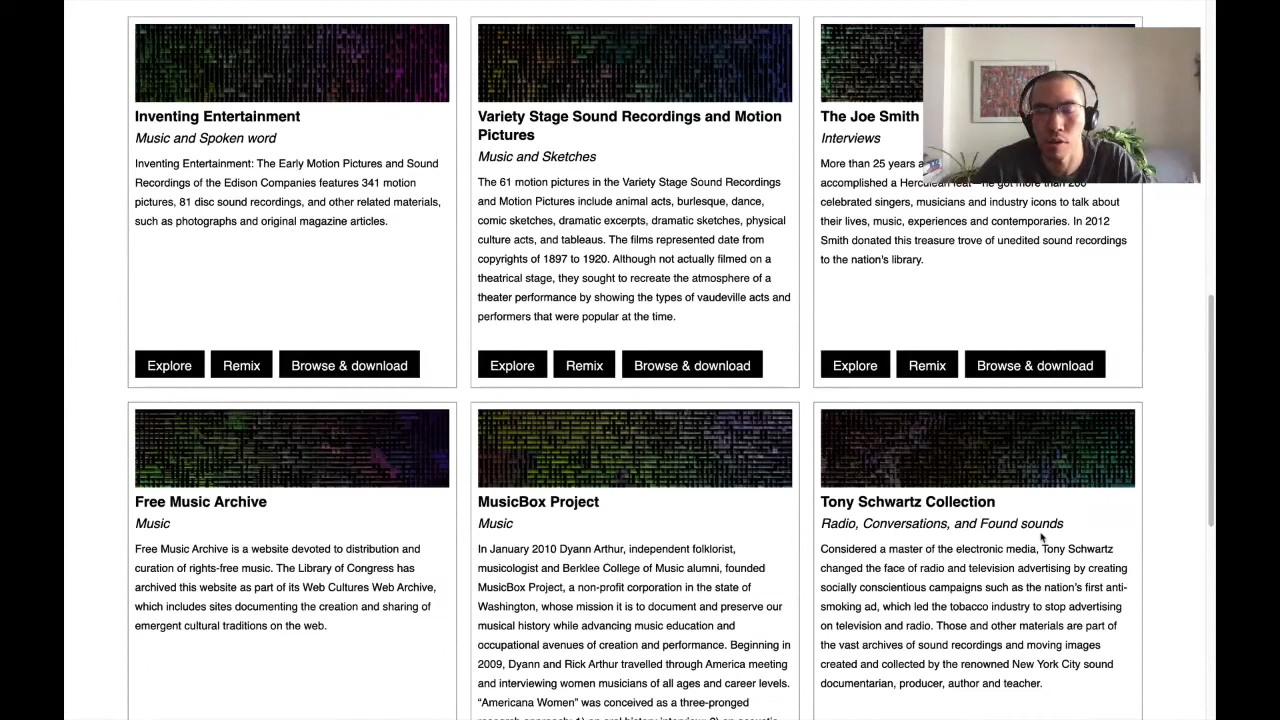 Inventing Entertainment
Music and Spoken word
Inventing Entertainment: The Early Motion Pictures and Sound
Recordings of the Edison Companies features 341 motion
pictures, 81 disc sound recordings, and other related materials,
such as photographs and original magazine articles.
Explore
Remix
Browse & download
Variety Stage Sound Recordings and Motion
Pictures
Music and Sketches
The 61 motion pictures in the Variety Stage Sound Recordings
and Motion Pictures include animal acts, burlesque, dance,
comic sketches, dramatic excerpts, dramatic sketches, physical
culture acts, and tableaus. The films represented date from
copyrights of 1897 to 1920. Although not actually filmed on a
theatrical stage, they sought to recreate the atmosphere of a
theater performance by showing the types of vaudeville acts and
performers that were popular at the time.
Explore
Remix
Browse & download
The Joe Smith
Interviews
More than 25 years a
accomplished a Herculean feat—he got more than 200
celebrated singers, musicians and industry icons to talk about
their lives, music, experiences and contemporaries. In 2012
Smith donated this treasure trove of unedited sound recordings
to the nation's library.
Explore
Remix
Browse & download
Free Music Archive
Music
Free Music Archive is a website devoted to distribution and
curation of rights-free music. The Library of Congress has
archived this website as part of its Web Cultures Web Archive,
which includes sites documenting the creation and sharing of
emergent cultural traditions on the web.
MusicBox Project
Music
In January 2010 Dyann Arthur, independent folklorist,
musicologist and Berklee College of Music alumni, founded
MusicBox Project, a non-profit corporation in the state of
Washington, whose mission it is to document and preserve our
musical history while advancing music education and
occupational avenues of creation and performance. Beginning in
2009, Dyann and Rick Arthur travelled through America meeting
and interviewing women musicians of all ages and career levels.
“Americana Women” was conceived as a three-pronged
Tony Schwartz Collection
Radio, Conversations, and Found sounds
Considered a master of the electronic media, Tony Schwartz
changed the face of radio and television advertising by creating
socially conscientious campaigns such as the nation's first anti-
smoking ad, which led the tobacco industry to stop advertising
on television and radio. Those and other materials are part of
the vast archives of sound recordings and moving images
created and collected by the renowned New York City sound
documentarian, producer, author and teacher.